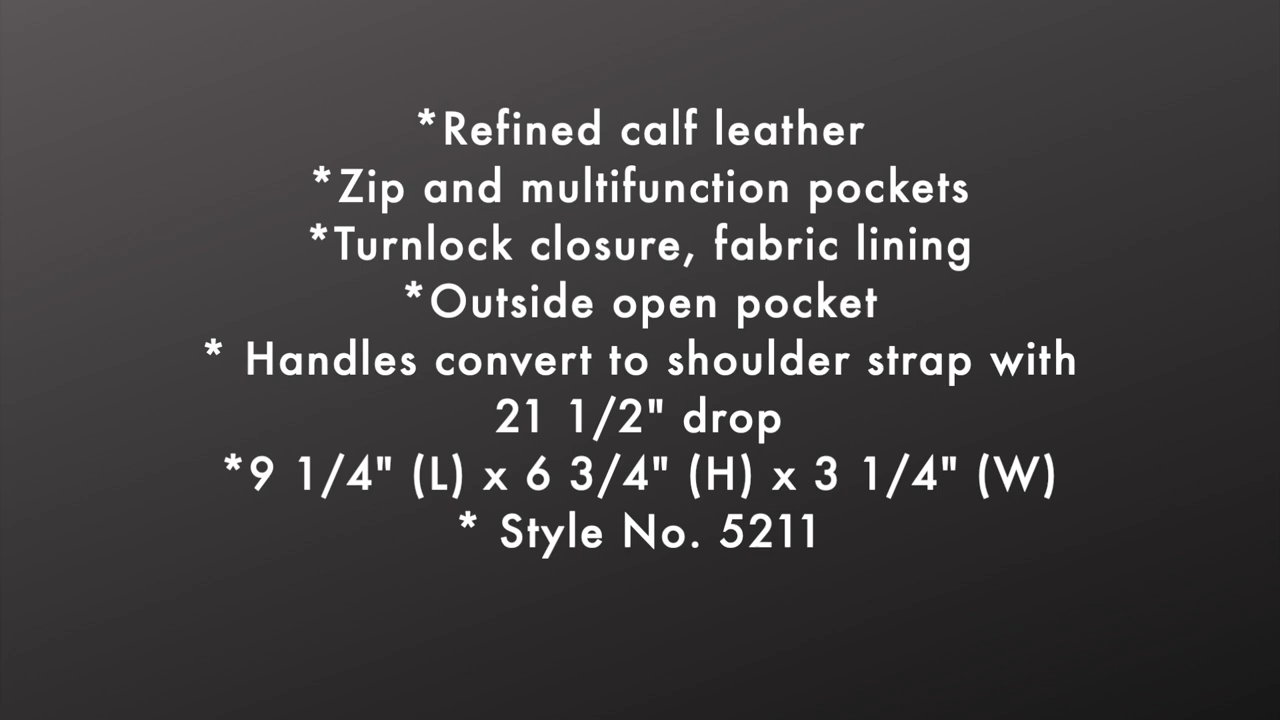 *Refined calf leather
*Zip and multifunction pockets
*Turnlock closure, fabric lining
*Outside open pocket
* Handles convert to shoulder strap with
21 1/2" drop
*9 1/4" (L) x 6 3/4" (H) x 3 1/4" (W)
* Style No. 5211